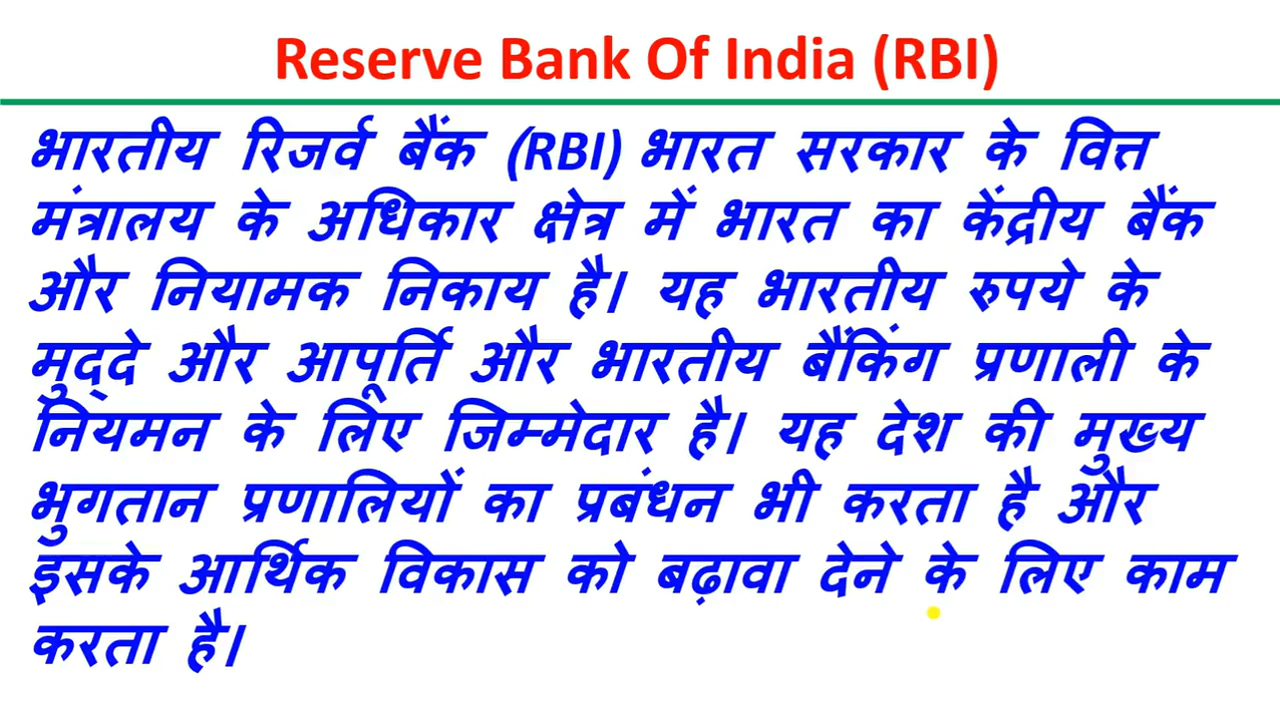 Reserve Bank Of India (RBI)
भारतीय रिजर्व बैंक (RBI) भारत सरकार के वित्त
मंत्रालय के अधिकार क्षेत्र में भारत का केंद्रीय बैंक
और नियामक निकाय है। यह भारतीय रुपये के
मुद्दे और आपूर्ति और भारतीय बैंकिंग प्रणाली के
नियमन के लिए जिम्मेदार है। यह देश की मुख्य
भुगतान प्रणालियों का प्रबंधन भी करता है और
इसके आर्थिक विकास को बढ़ावा देने के लिए काम
करता है।